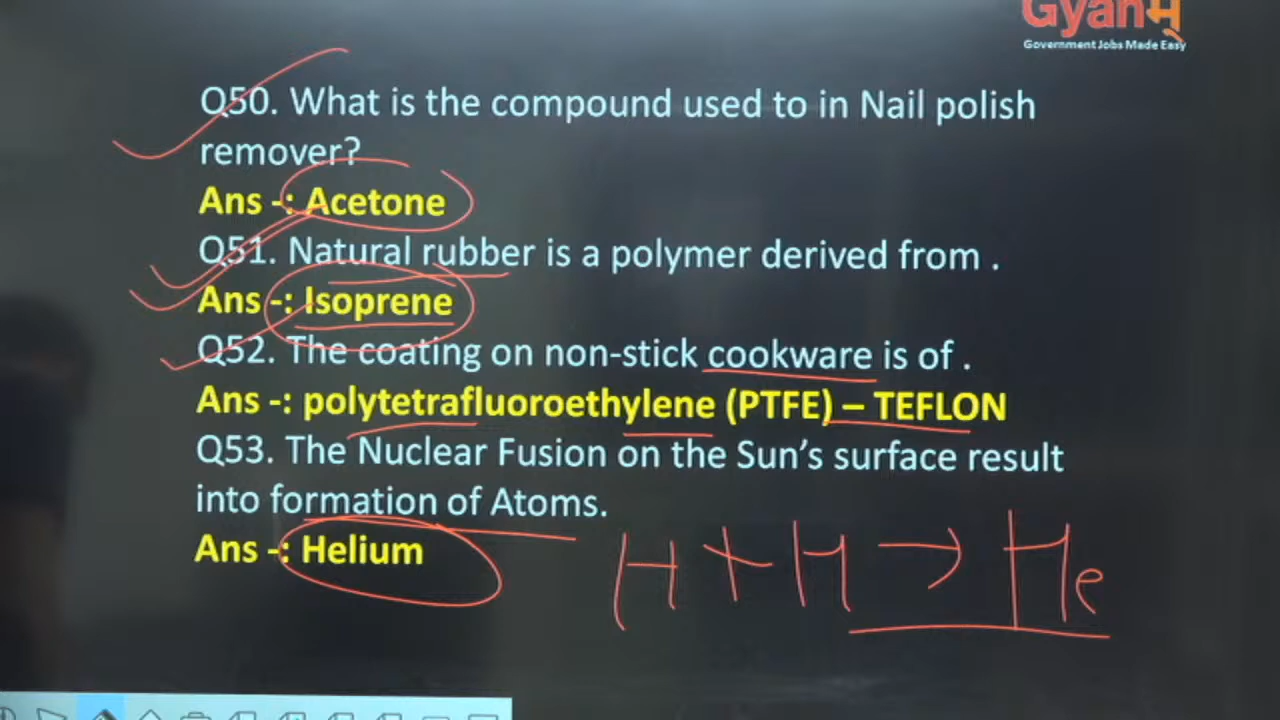 Gyanम्
Government Jobs Made Easy
Q50. What is the compound used to in Nail polish
remover?
Ans -: Acetone
Q51. Natural rubber is a polymer derived from .
Ans -: Isoprene
Q52. The coating on non-stick cookware is of .
Ans -: polytetrafluoroethylene (PTFE) – TEFLON
Q53. The Nuclear Fusion on the Sun’s surface result
into formation of Atoms.
Ans -: Helium
H + H → He